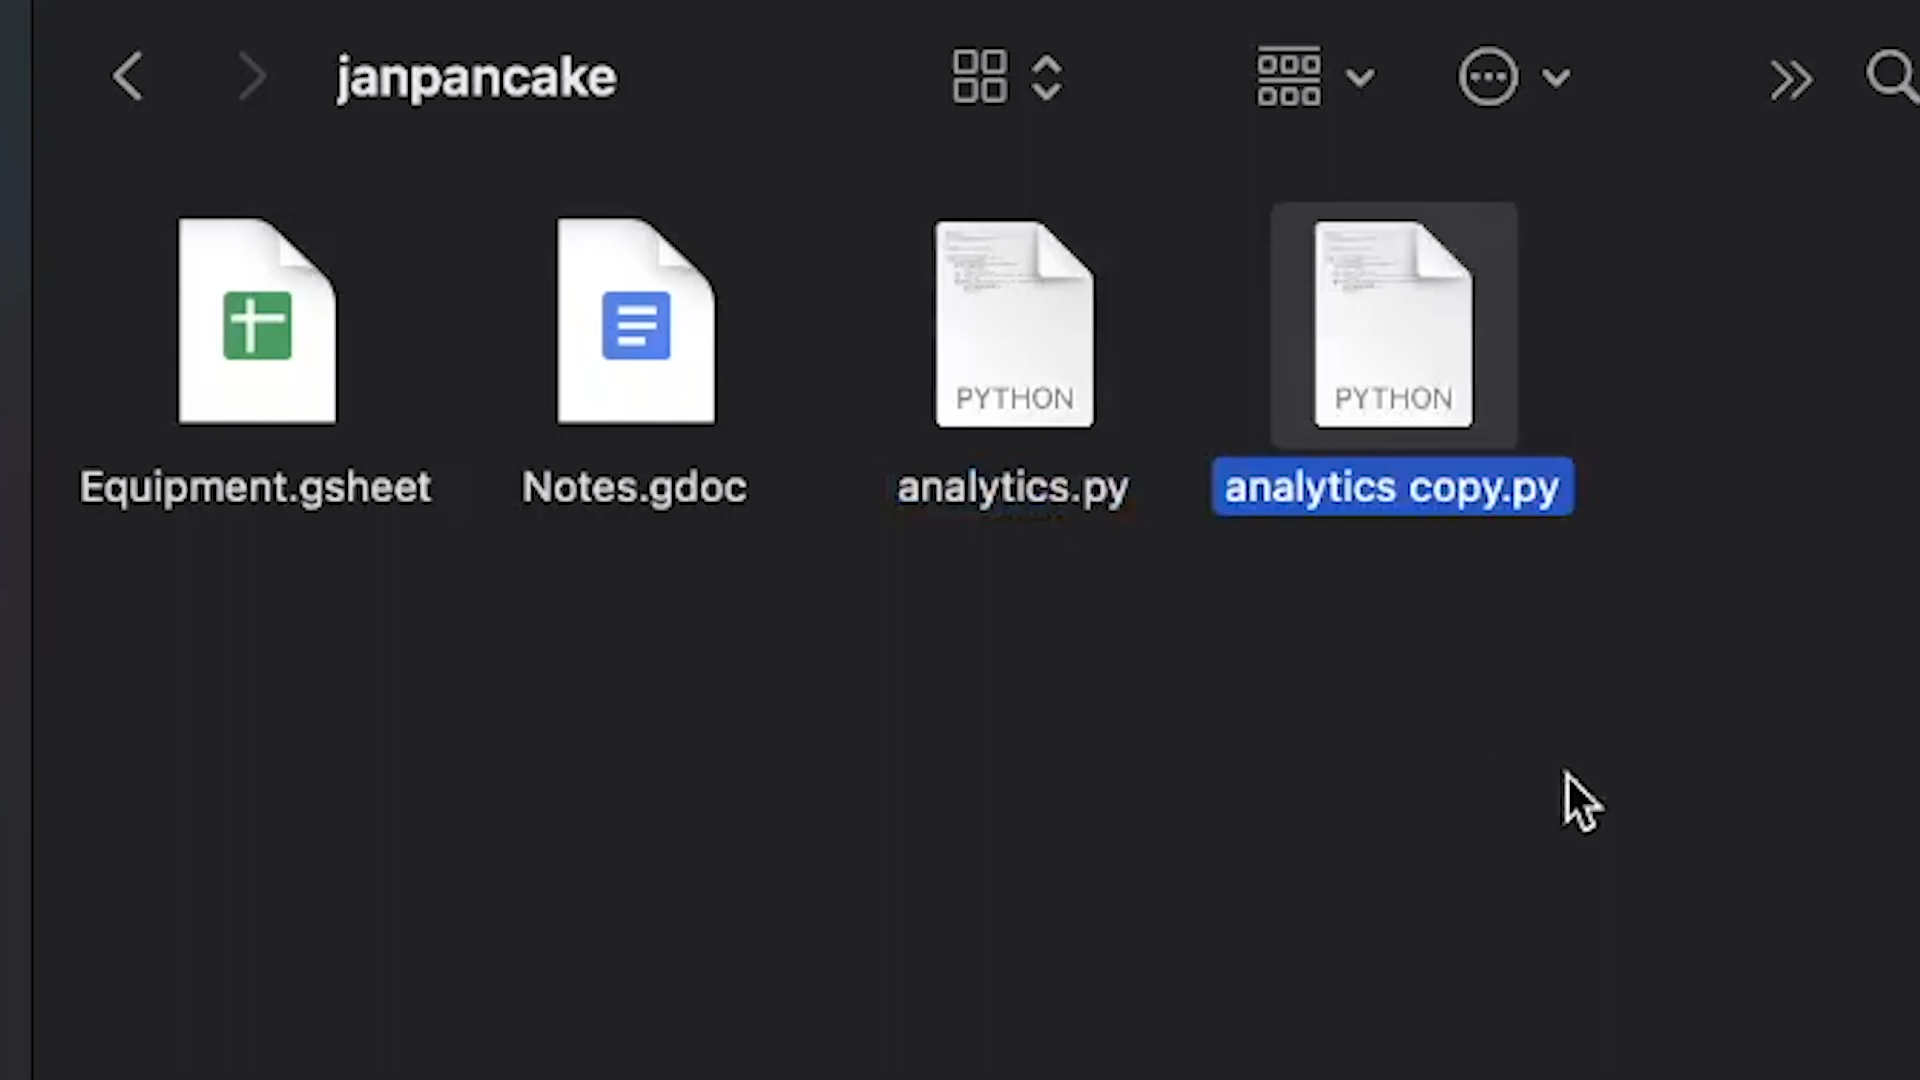 janpancake
PYTHON
PYTHON
Equipment.gsheet
Notes.gdoc
analytics.py
analytics copy.py